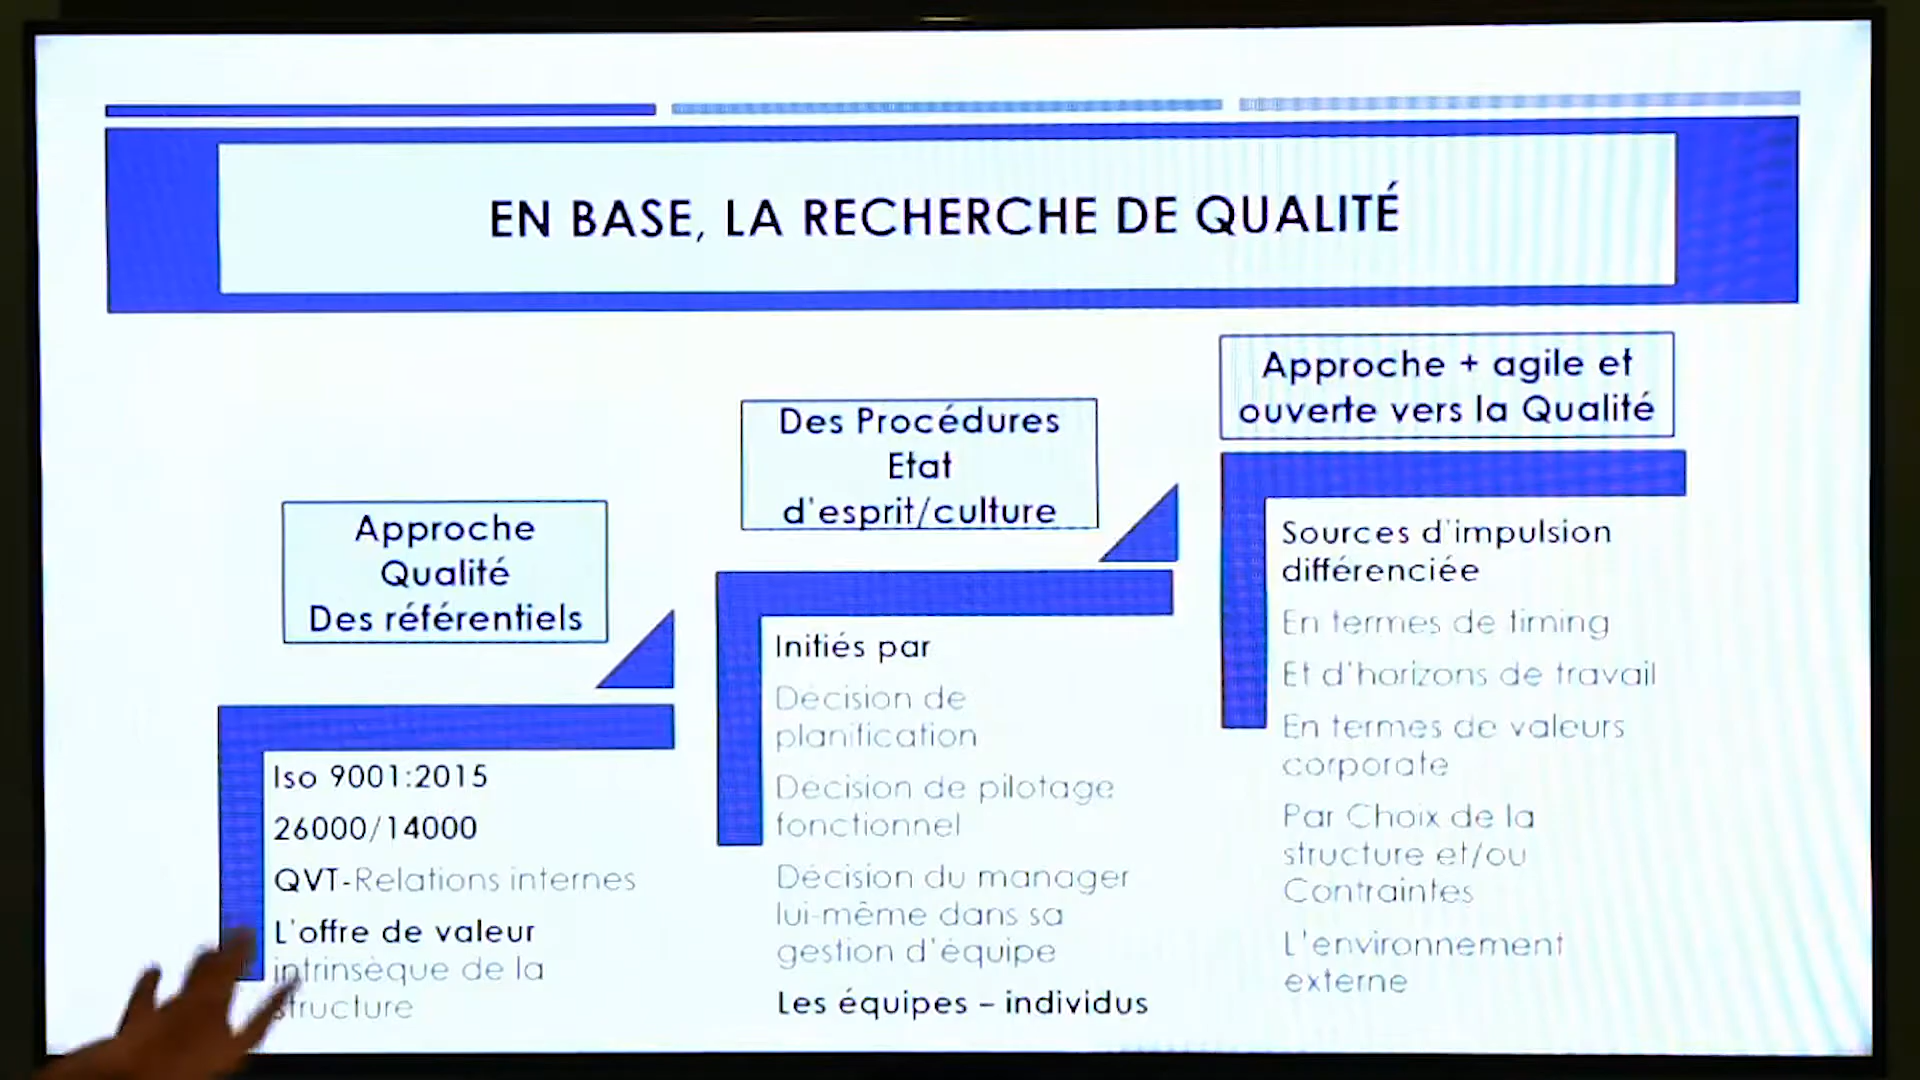 EN BASE, LA RECHERCHE DE QUALITÉ
Approche
Qualité
Des référentiels
Iso 9001:2015
26000/14000
QVT-Relations internes
L'offre de valeur
intrinsèque de la
structure
Des Procédures
Etat
d'esprit/culture
Initiés par
Décision de
planification
Décision de pilotage
fonctionnel
Décision du manager
lui-même dans sa
gestion d'équipe
Les équipes – individus
Approche + agile et
ouverte vers la Qualité
Sources d'impulsion
différenciée
En termes de timing
Et d'horizons de travail
En termes de valeurs
corporate
Par Choix de la
structure et/ou
Contraintes
L'environnement
externe